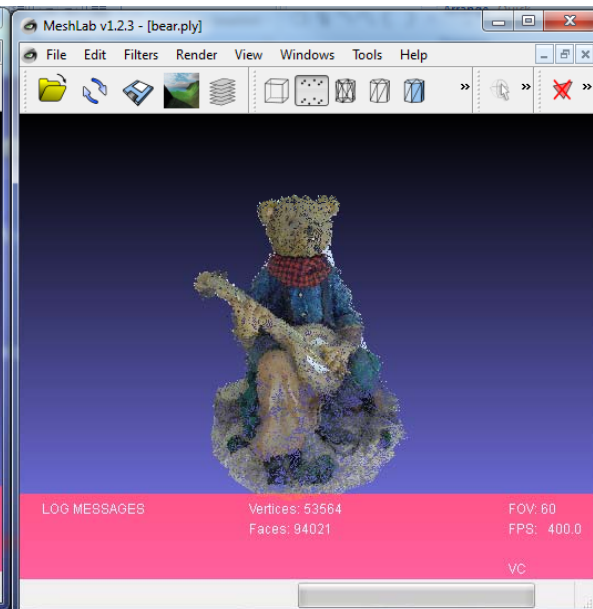 MeshLab v1.2.3 - [bear.ply]
File Edit Filters Render View Windows Tools Help
LOG MESSAGES Vertices: 53564 FOV: 60
Faces: 94021 FPS: 400.0
VC